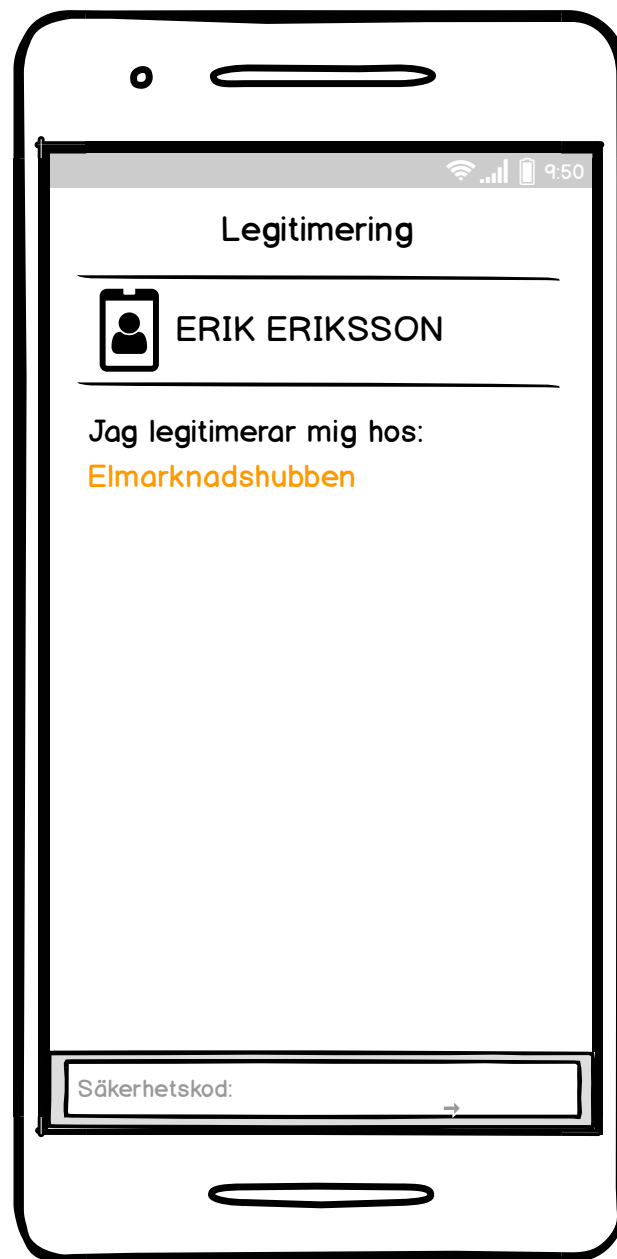 9:50
Legitimering
ERIK ERIKSSON
Jag legitimerar mig hos:
Elmarknadshubben
Säkerhetskod: